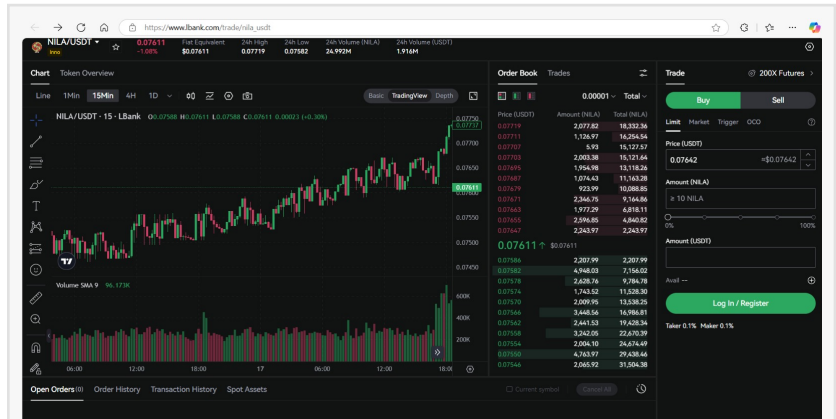 https://www.lbank.com/trade/nila_usdt
NILA/USDT
Inno
0.07611
-1.08%
Fiat Equivalent
$0.07611
24h High
0.07719
24h Low
0.07582
24h Volume (NILA)
24.992M
24h Volume (USDT)
1.916M
Chart Token Overview
Line 1Min 15Min 4H 1D
Basic TradingView Depth
NILA/USDT · 15 · LBank O0.07588 H0.07611 L0.07588 C0.07611 0.00023 (+0.30%)
0.07750
0.07737
0.07700
0.07650
0.07611
0.07600
0.07550
0.07500
0.07450
Volume SMA 9 96.173K
600K
400K
200K
06:00 12:00 18:00 17 06:00 12:00 18:0
Order Book Trades
0.00001 Total
Price (USDT) Amount (NILA) Total (NILA)
0.07719 2,077.82 18,332.36
0.07711 1,126.97 16,254.54
0.07707 5.93 15,127.57
0.07703 2,003.38 15,121.64
0.07695 1,954.98 13,118.26
0.07687 1,074.43 11,163.28
0.07679 923.99 10,088.85
0.07671 2,346.75 9,164.86
0.07663 1,977.29 6,818.11
0.07655 2,596.85 4,840.82
0.07647 2,243.97 2,243.97
0.07611↑ $0.07611
0.07586 2,207.99 2,207.99
0.07582 4,948.03 7,156.02
0.07578 2,628.76 9,784.78
0.07574 1,743.52 11,528.30
0.07570 2,009.95 13,538.25
0.07566 3,448.56 16,986.81
0.07562 2,441.53 19,428.34
0.07558 3,242.05 22,670.39
0.07554 2,004.10 24,674.49
0.07550 4,763.97 29,438.46
0.07546 2,065.92 31,504.38
Trade 200X Futures
Buy Sell
Limit Market Trigger OCO
Price (USDT)
0.07642 ≈$0.07642
Amount (NILA)
≥ 10 NILA
0% 100%
Amount (USDT)
Avail --
Log In / Register
Taker 0.1% Maker 0.1%
Open Orders(0) Order History Transaction History Spot Assets
Current symbol Cancel All